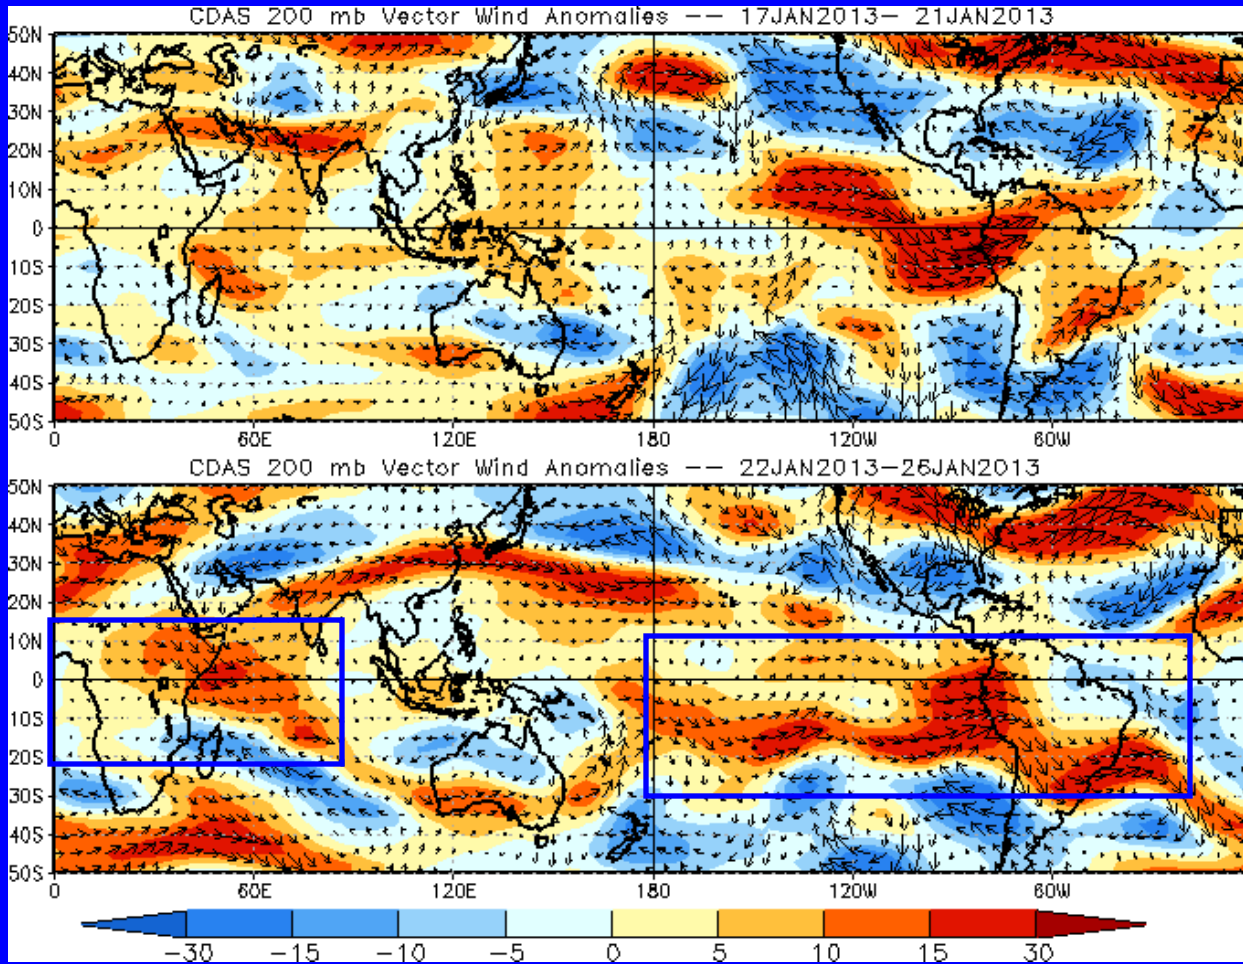 CDAS 200 mb Vector Wind Anomalies -- 17JAN2013- 21JAN2013
50N
40N
30N
20N
10N
0
10S
20S
30S
40S
50S
0 60E 120E 180 120W 60W
CDAS 200 mb Vector Wind Anomalies -- 22JAN2013-26JAN2013
50N
40N
30N
20N
10N
0
10S
20S
30S
40S
50S
0 60E 120E 180 120W 60W
-30 -15 -10 -5 0 5 10 15 30